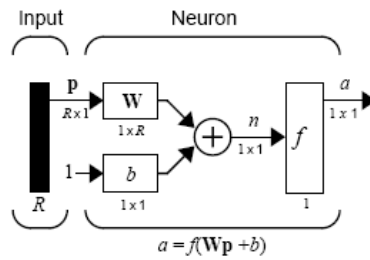 Input Neuron
p W a
R x 1 1 x R n 1 x 1
1 b 1 x 1 f
R 1 x 1 1
a = f(Wp +b)